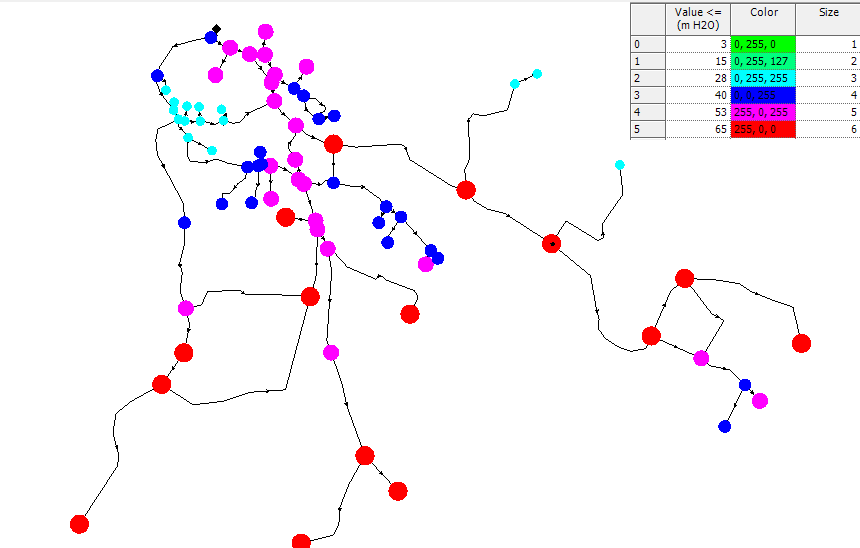 Value <= Color Size
(m H2O)
0 3 0, 255, 0 1
1 15 0, 255, 127 2
2 28 0, 255, 255 3
3 40 0, 0, 255 4
4 53 255, 0, 255 5
5 65 255, 0, 0 6